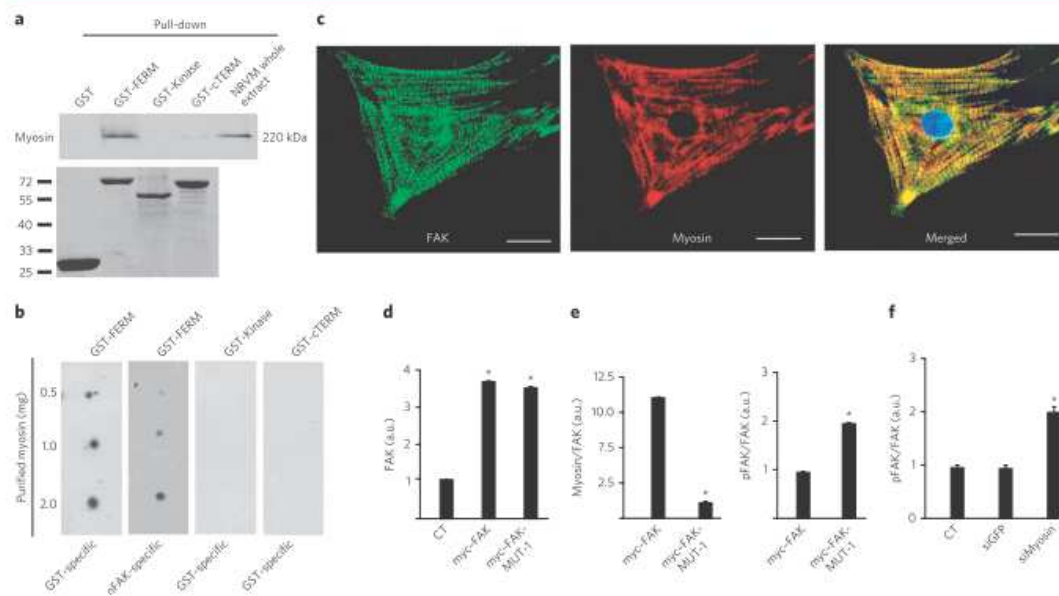 a
Pull-down
GST
GST-FERM
GST-Kinase
GST-cTERM
NRVM whole
extract
Myosin
220 kDa
72
55
40
33
25
b
GST-FERM
GST-FERM
GST-Kinase
GST-cTERM
Purified myosin (mg)
0.5
1.0
2.0
GST-specific
nFAK-specific
GST-specific
GST-specific
c
FAK
Myosin
Merged
d
FAK (a.u.)
4
3
2
1
*
*
CT
myc-FAK
myc-FAK-
MUT-1
e
Myosin/FAK (a.u.)
12.5
10.0
7.5
5.0
2.5
*
myc-FAK
myc-FAK-
MUT-1
pFAK/FAK (a.u.)
3
2
1
*
myc-FAK
myc-FAK-
MUT-1
f
pFAK/FAK (a.u.)
3
2
1
0
*
CT
siGFP
siMyosin